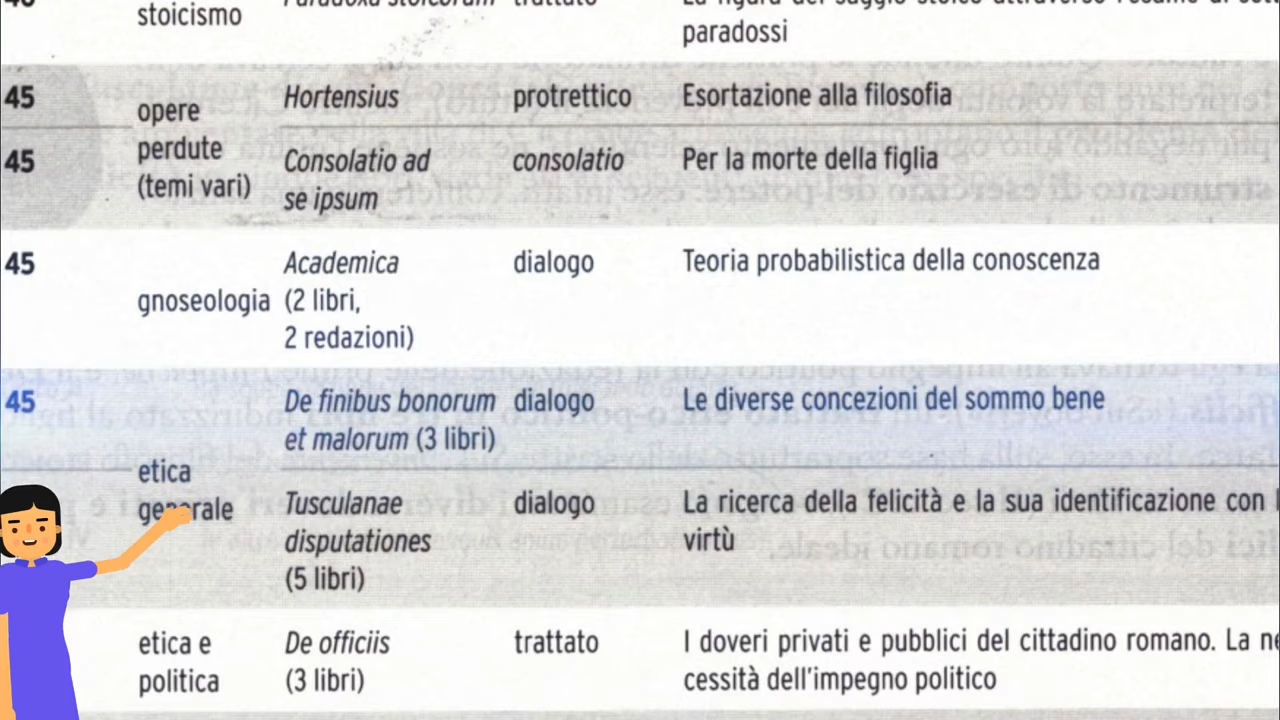 stoicismo
paradossi
45 opere Hortensius protrettico Esortazione alla filosofia
perdute
45 (temi vari) Consolatio ad consolatio Per la morte della figlia
se ipsum
45 Academica dialogo Teoria probabilistica della conoscenza
gnoseologia (2 libri,
2 redazioni)
45 De finibus bonorum dialogo Le diverse concezioni del sommo bene
et malorum (3 libri)
etica
generale Tusculanae dialogo La ricerca della felicità e la sua identificazione con
disputationes virtù
(5 libri)
etica e De officiis trattato I doveri privati e pubblici del cittadino romano. La ne
politica (3 libri) cessità dell'impegno politico